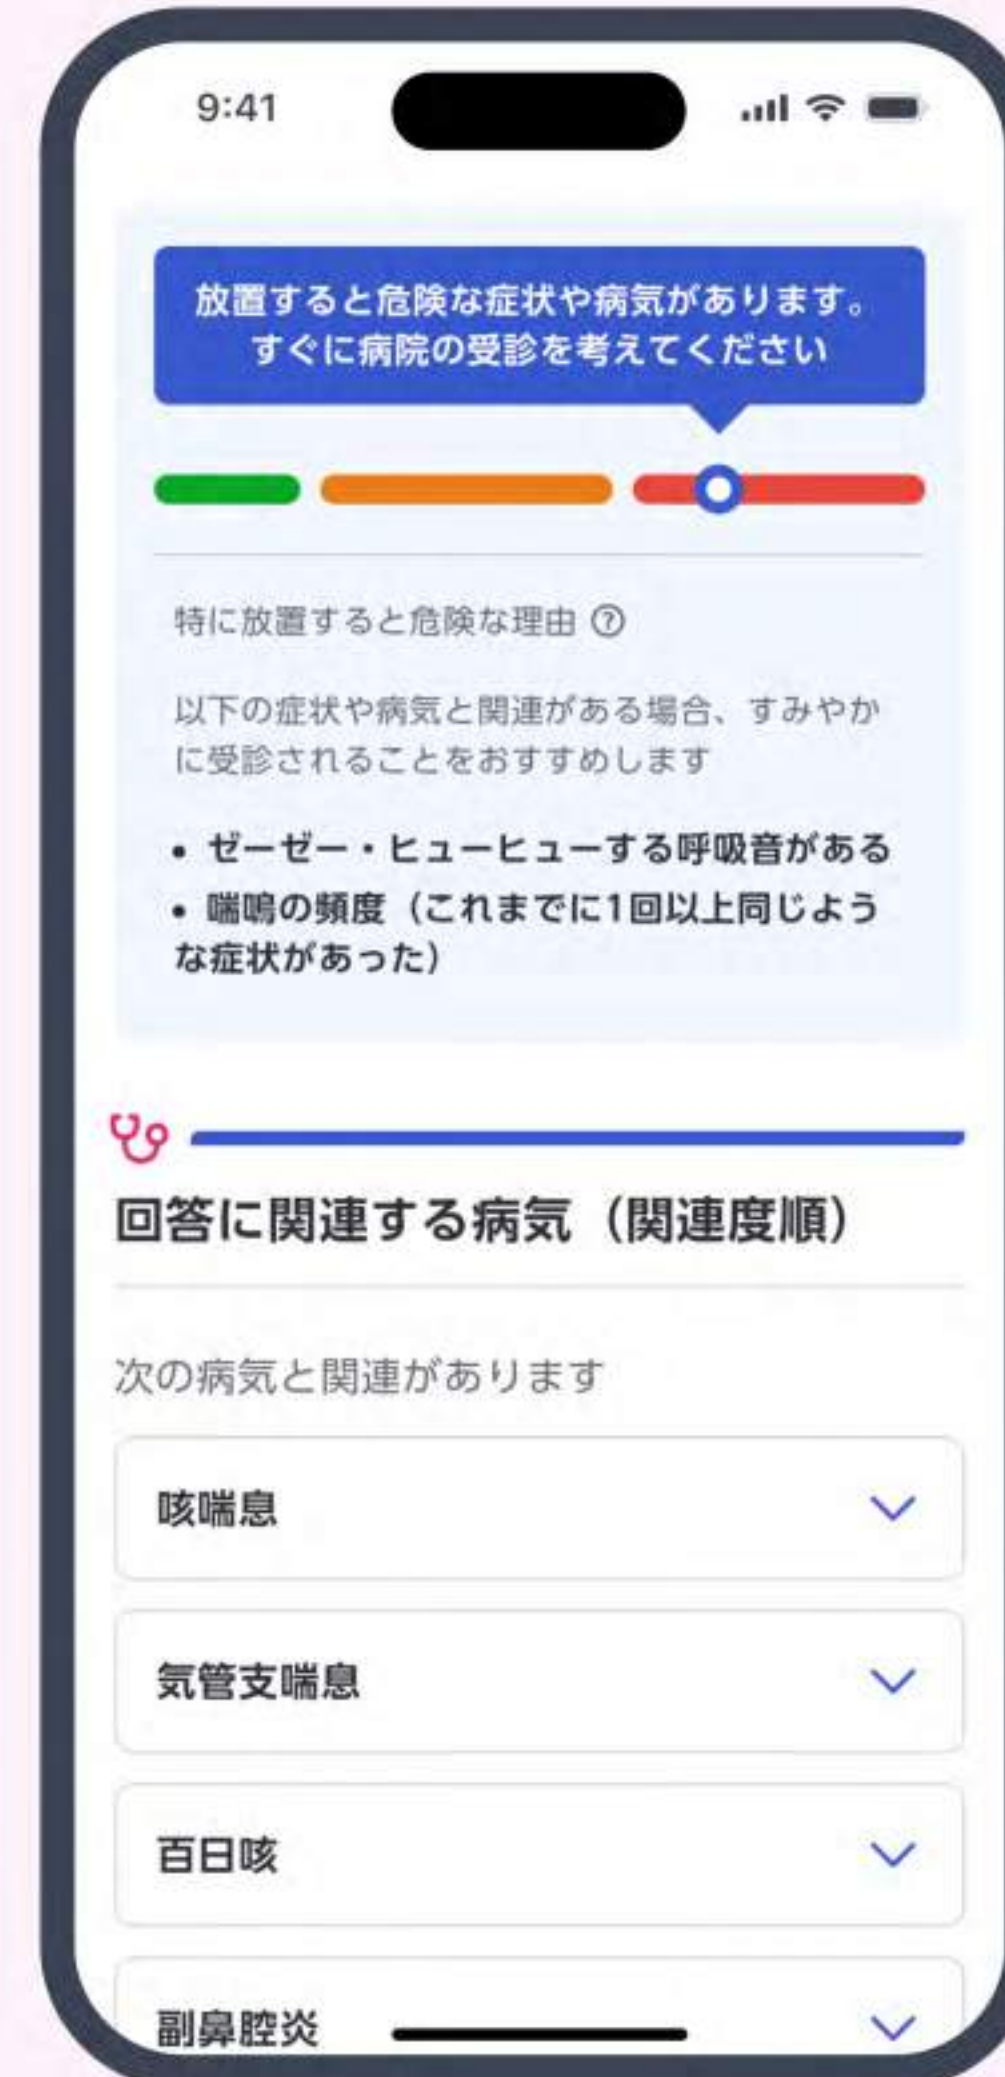 9:41
放置すると危険な症状や病気があります。
すぐに病院の受診を考えてください
特に放置すると危険な理由 ?
以下の症状や病気と関連がある場合、すみやか
に受診されることをおすすめします
• ゼーゼー・ヒューヒューする呼吸音がある
• 喘鳴の頻度（これまでに1回以上同じよう
な症状があった）
回答に関連する病気（関連度順）
次の病気と関連があります
咳喘息
気管支喘息
百日咳
副鼻腔炎